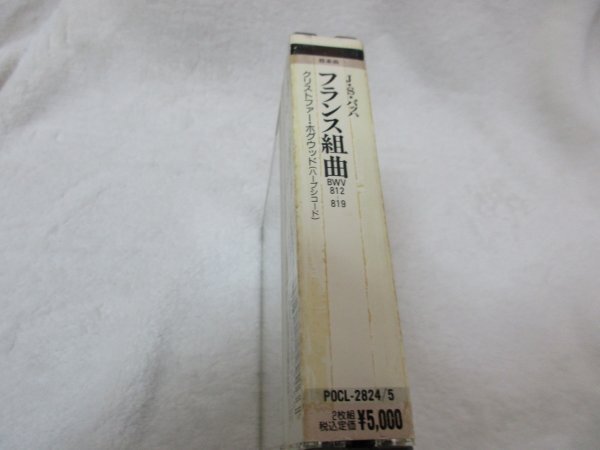 J・S・バッハ
フランス組曲
BWV
812
-
819
クリストファー・ホグウッド(ハープシコード)
POCL-2824/5
2枚組
税込定価 ¥5,000